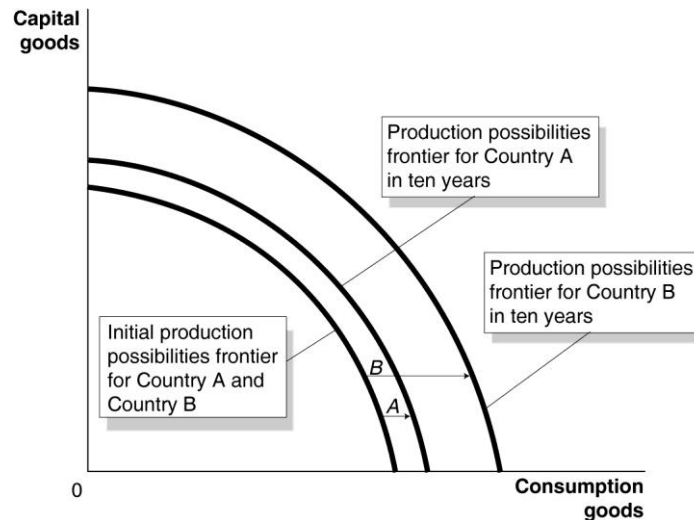 Capital
goods
Production possibilities
frontier for Country A
in ten years
Production possibilities
frontier for Country B
in ten years
Initial production
possibilities frontier
for Country A and
Country B
B
A
0
Consumption
goods